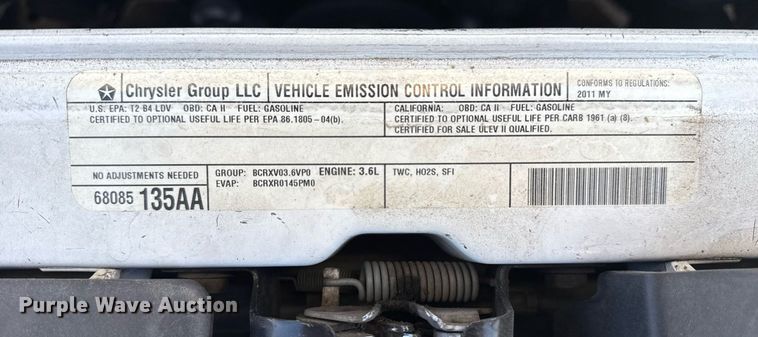 Chrysler Group LLC VEHICLE EMISSION CONTROL INFORMATION CONFORMS TO REGULATIONS:
2011 MY
U.S. EPA: T2 B4 LDV OBD: CA II FUEL: GASOLINE
CERTIFIED TO OPTIONAL USEFUL LIFE PER EPA 86.1805-04(b).
CALIFORNIA: OBD: CA II FUEL: GASOLINE
CERTIFIED TO OPTIONAL USEFUL LIFE PER CARB 1961 (a) (8).
CERTIFIED FOR SALE ULEV II QUALIFIED.
NO ADJUSTMENTS NEEDED
68085 135AA
GROUP: BCRXV03.6VP0 ENGINE: 3.6L
EVAP: BCRXR0145PM0
TWC, HO2S, SFI
Purple Wave Auction